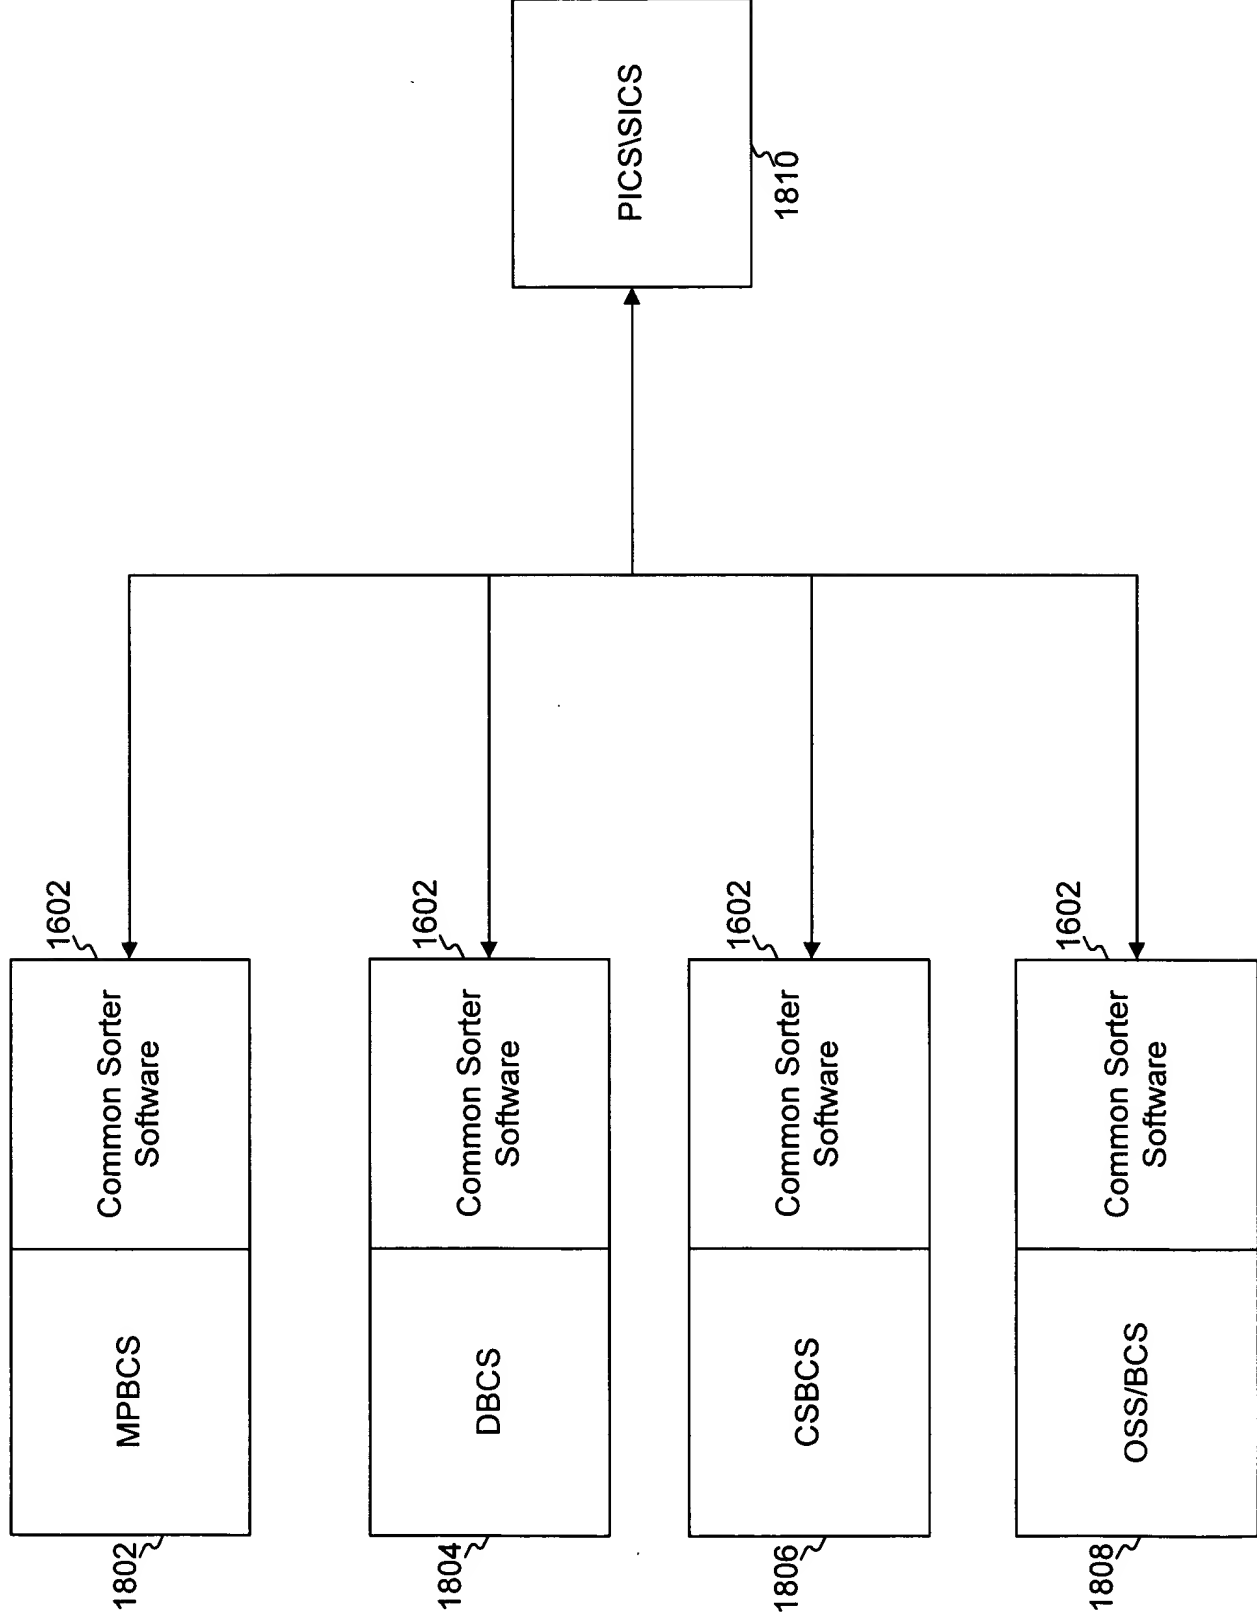 1602
1802
MPBCS
Common Sorter
Software
1602
1804
DBCS
Common Sorter
Software
PICS\SICS
1810
1602
1806
CSBCS
Common Sorter
Software
1602
1808
OSS/BCS
Common Sorter
Software